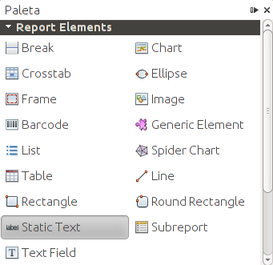 Paleta
Report Elements
Break Chart
Crosstab Ellipse
Frame Image
Barcode Generic Element
List Spider Chart
Table Line
Rectangle Round Rectangle
label Static Text Subreport
T Text Field